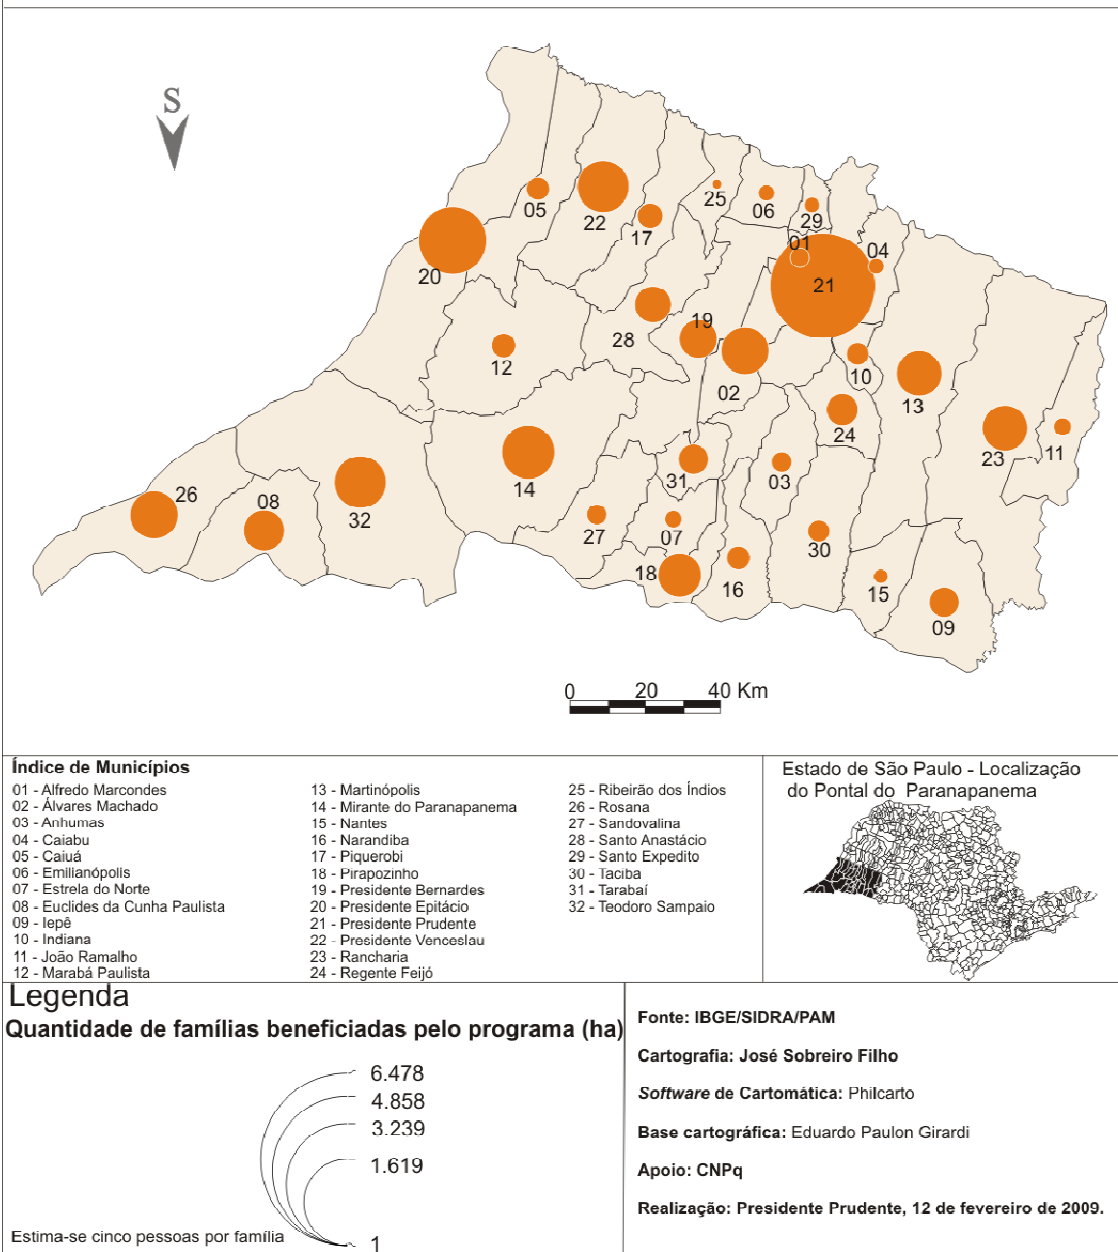 S
25
06
05
22
29
17
01
04
20
21
19
28
12
10
02
13
24
23
11
31
14
03
26
08
32
27
07
30
18
16
15
09
0 20 40 Km
Índice de Municípios
01 - Alfredo Marcondes
02 - Álvares Machado
03 - Anhumas
04 - Caiabu
05 - Caiuá
06 - Emilianópolis
07 - Estrela do Norte
08 - Euclides da Cunha Paulista
09 - Iepê
10 - Indiana
11 - João Ramalho
12 - Marabá Paulista
13 - Martinópolis
14 - Mirante do Paranapanema
15 - Nantes
16 - Narandiba
17 - Piquerobi
18 - Pirapozinho
19 - Presidente Bernardes
20 - Presidente Epitácio
21 - Presidente Prudente
22 - Presidente Venceslau
23 - Rancharia
24 - Regente Feijó
25 - Ribeirão dos Índios
26 - Rosana
27 - Sandovalina
28 - Santo Anastácio
29 - Santo Expedito
30 - Taciba
31 - Tarabaí
32 - Teodoro Sampaio
Estado de São Paulo - Localização
do Pontal do Paranapanema
Legenda
Quantidade de famílias beneficiadas pelo programa (ha)
6.478
4.858
3.239
1.619
1
Estima-se cinco pessoas por família
Fonte: IBGE/SIDRA/PAM
Cartografia: José Sobreiro Filho
Software de Cartomática: Philcarto
Base cartográfica: Eduardo Paulon Girardi
Apoio: CNPq
Realização: Presidente Prudente, 12 de fevereiro de 2009.